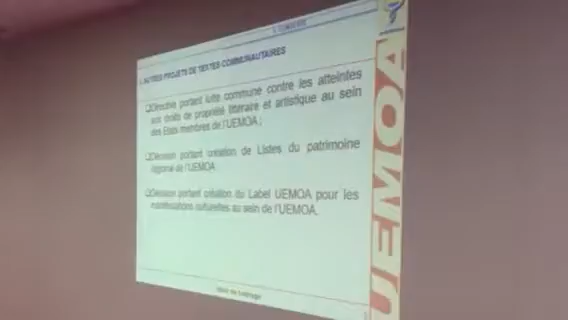 AUTRES PROJETS DE TEXTES COMMUNAUTAIRES
Directive portant lutte commune contre les atteintes
aux droits de propriété littéraire et artistique au sein
des Etats membres de l'UEMOA ;
Décision portant création de Listes du patrimoine
de l'UEMOA
Décision portant création du Label UEMOA pour les
manifestations culturelles au sein de l'UEMOA.
UEMOA